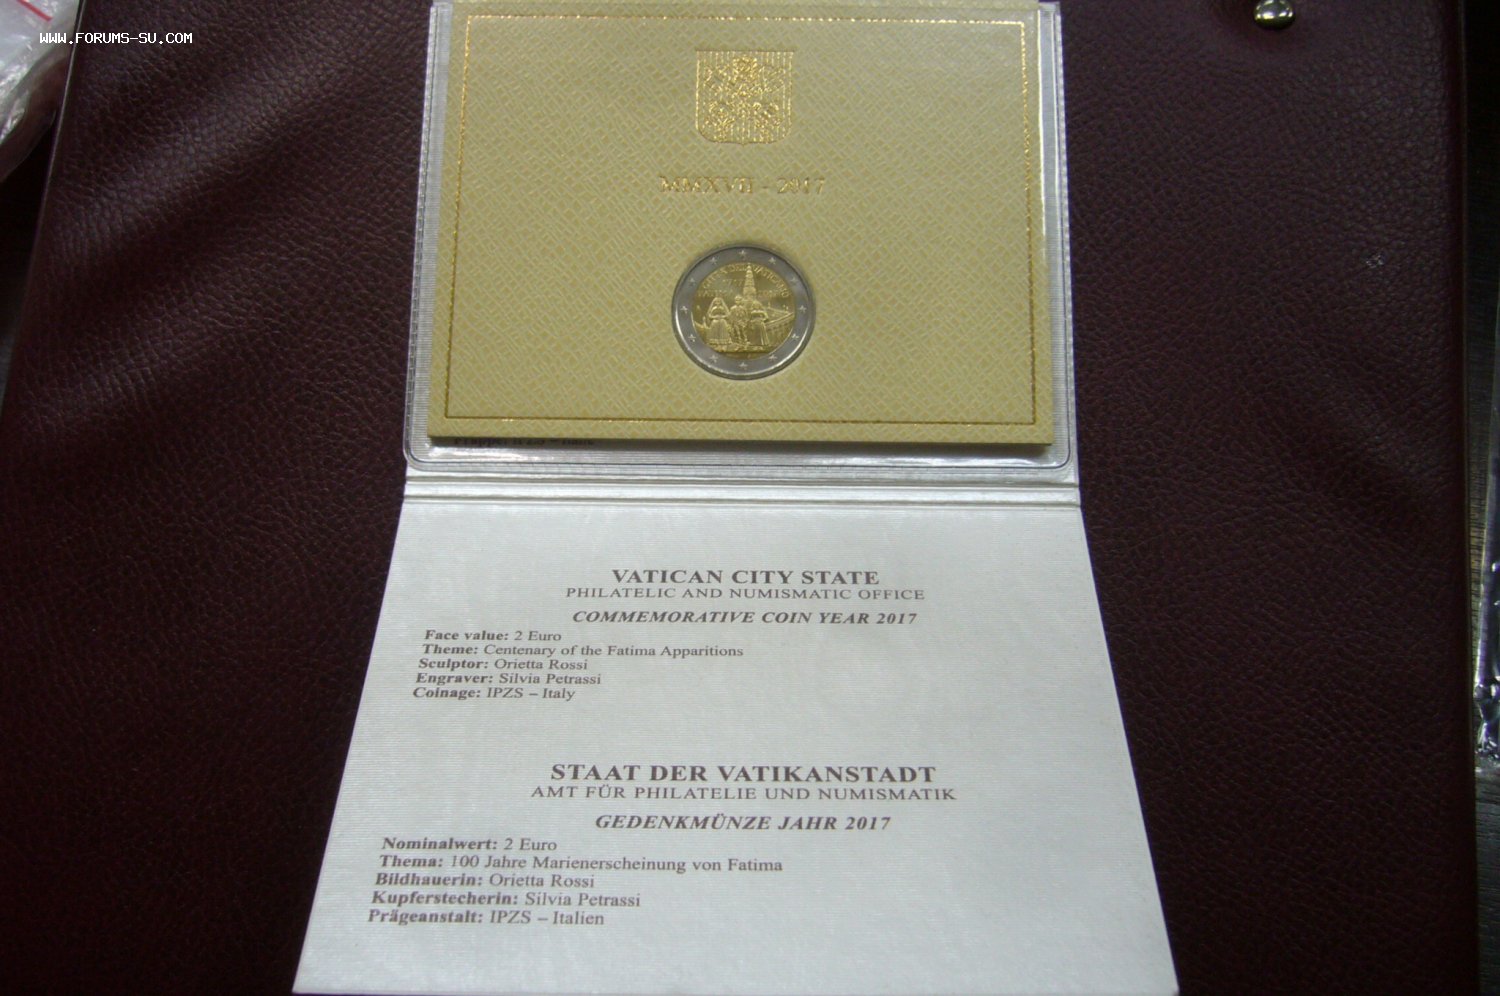 WWW.FORUMS-SU.COM
MMXVII - 2017
VATICAN CITY STATE
PHILATELIC AND NUMISMATIC OFFICE
COMMEMORATIVE COIN YEAR 2017
Face value: 2 Euro
Theme: Centenary of the Fatima Apparitions
Sculptor: Orietta Rossi
Engraver: Silvia Petrassi
Coinage: IPZS – Italy
STAAT DER VATIKANSTADT
AMT FÜR PHILATELIE UND NUMISMATIK
GEDENKMÜNZE JAHR 2017
Nominalwert: 2 Euro
Thema: 100 Jahre Marienerscheinung von Fatima
Bildhauerin: Orietta Rossi
Kupferstecherin: Silvia Petrassi
Prägeanstalt: IPZS – Italien